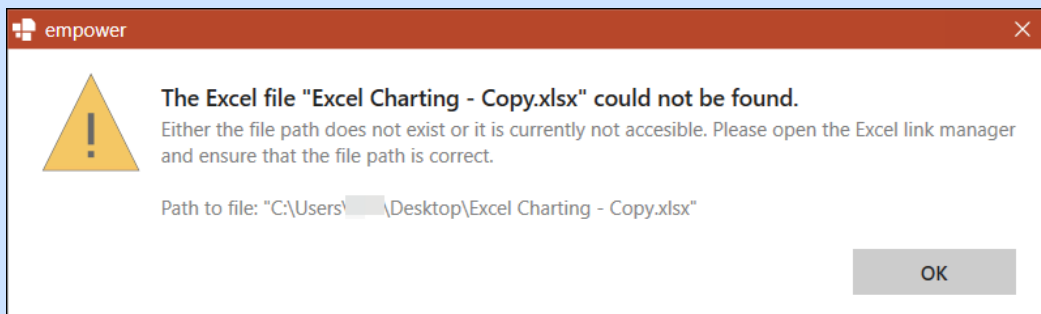 empower
The Excel file "Excel Charting - Copy.xlsx" could not be found.
Either the file path does not exist or it is currently not accesible. Please open the Excel link manager
and ensure that the file path is correct.
Path to file: "C:\Users\ \Desktop\Excel Charting - Copy.xlsx"
OK